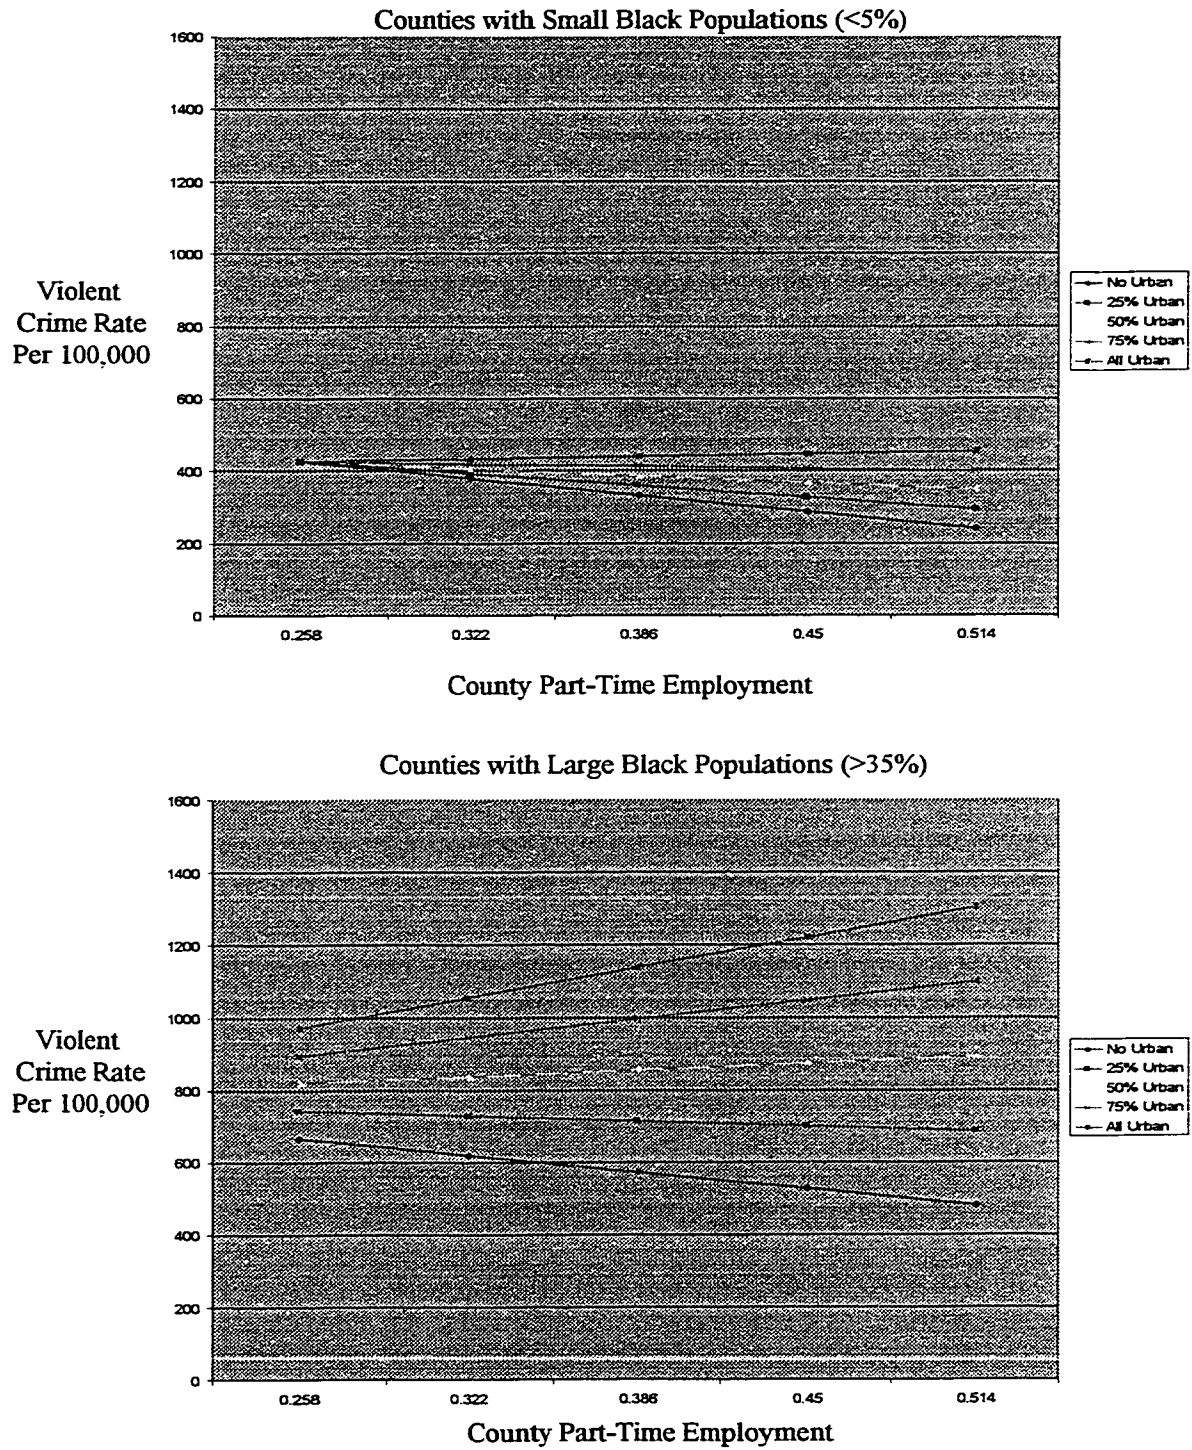 Counties with Small Black Populations (<5%)
1600
1400
1200
1000
800
600
400
200
0
Violent
Crime Rate
Per 100,000
No Urban
25% Urban
50% Urban
75% Urban
All Urban
0.258
0.322
0.386
0.45
0.514
County Part-Time Employment
Counties with Large Black Populations (>35%)
1600
1400
1200
1000
800
600
400
200
0
Violent
Crime Rate
Per 100,000
No Urban
25% Urban
50% Urban
75% Urban
All Urban
0.258
0.322
0.386
0.45
0.514
County Part-Time Employment